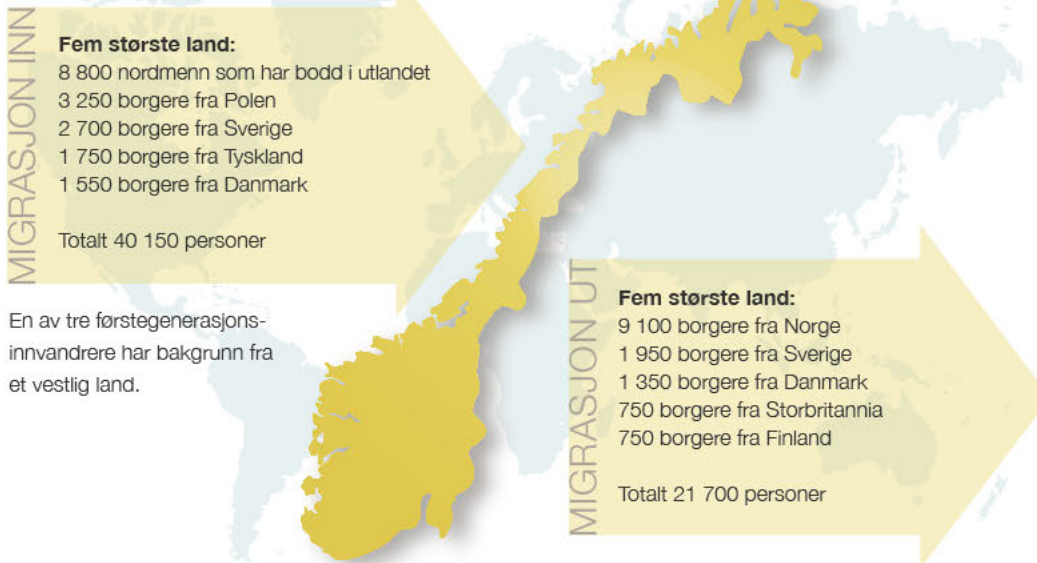 MIGRASJON INN
Fem største land:
8 800 nordmenn som har bodd i utlandet
3 250 borgere fra Polen
2 700 borgere fra Sverige
1 750 borgere fra Tyskland
1 550 borgere fra Danmark
Totalt 40 150 personer
En av tre førstegenerasjons-
innvandrere har bakgrunn fra
et vestlig land.
MIGRASJON UT
Fem største land:
9 100 borgere fra Norge
1 950 borgere fra Sverige
1 350 borgere fra Danmark
750 borgere fra Storbritannia
750 borgere fra Finland
Totalt 21 700 personer